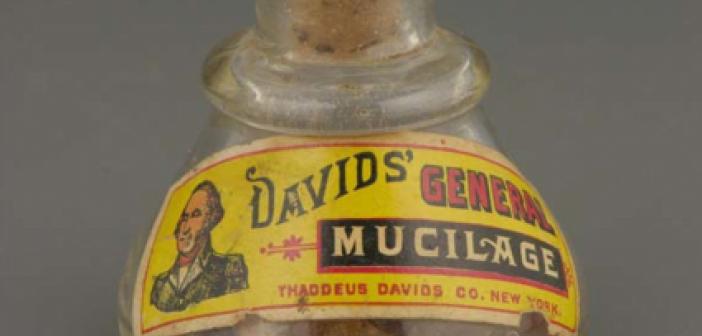 DAVIDS' GENERAL
MUCILAGE
THADDEUS DAVIDS CO. NEW YORK.